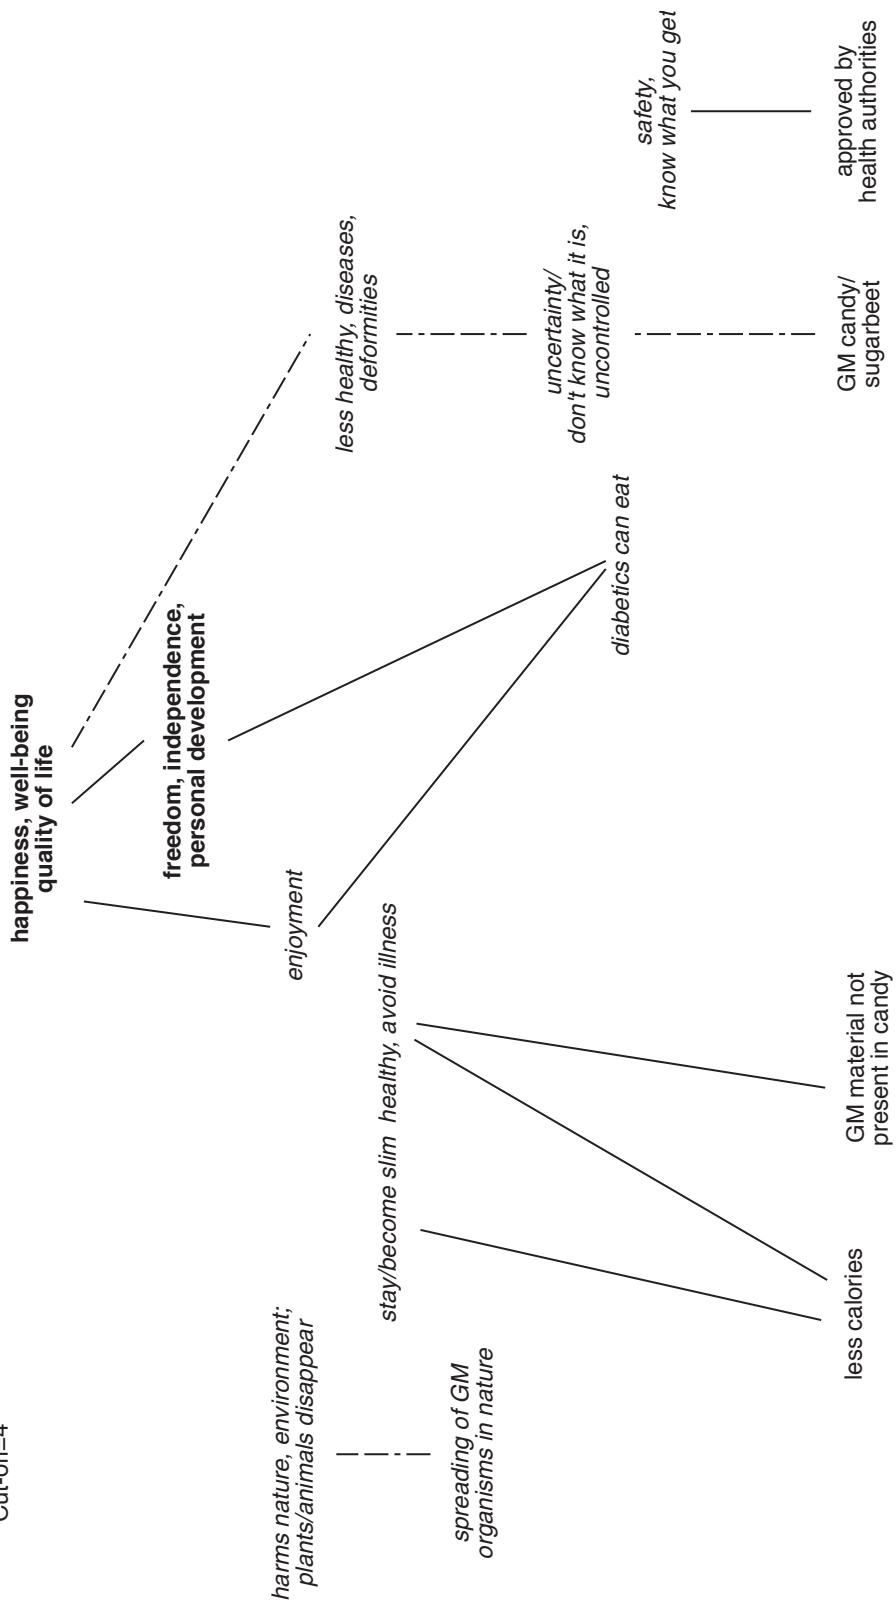 Cut-off=4
happiness, well-being
quality of life
freedom, independence,
personal development
harms nature, environment;
plants/animals disappear
enjoyment
less healthy, diseases,
deformities
stay/become slim
healthy, avoid illness
spreading of GM
organisms in nature
uncertainty/
don't know what it is,
uncontrolled
diabetics can eat
safety,
know what you get
less calories
GM material not
present in candy
GM candy/
sugarbeet
approved by
health authorities